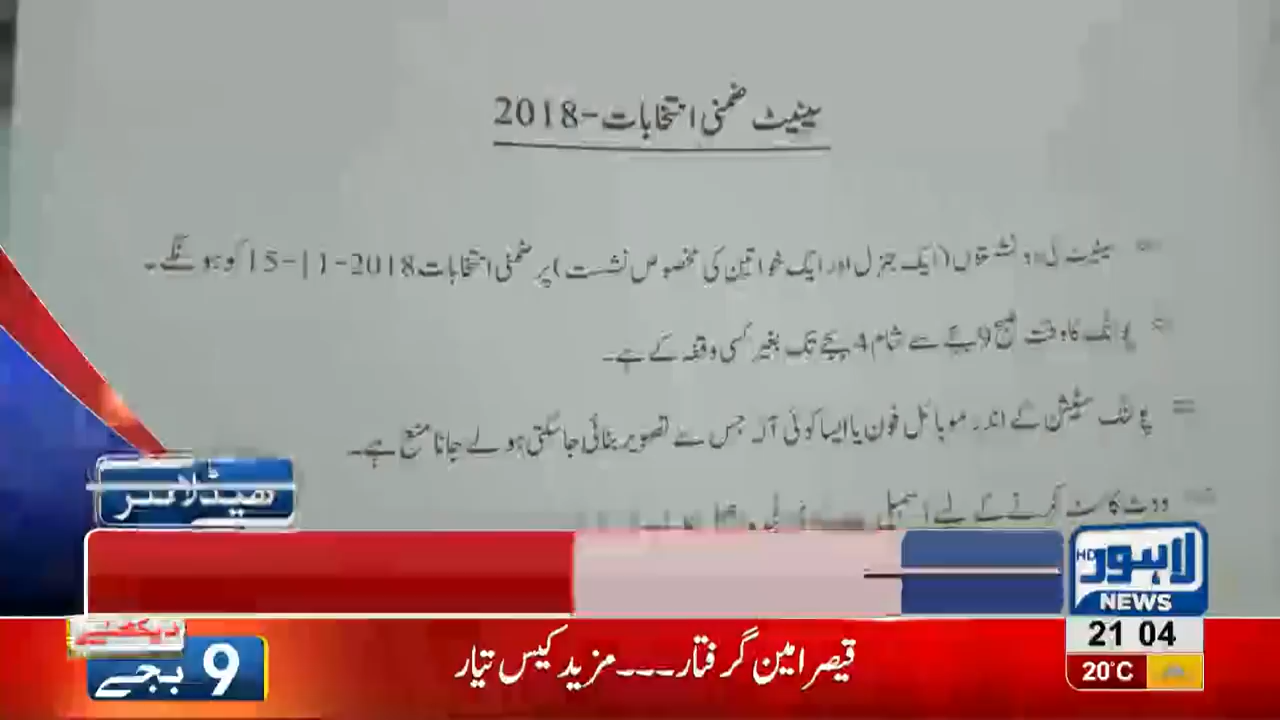 سینیٹ ضمنی انتخابات-2018
سینیٹ کی دو نشستوں (ایک جنرل اور ایک خواتین کی مخصوص نشست) پر ضمنی انتخابات 2018-11-15 کو ہونگے۔
پولنگ کا وقت صبح 9 بجے سے شام 4 بجے تک بغیر کسی وقفہ کے ہے۔
پولنگ سٹیشن کے اندر موبائل فون یا ایسا کوئی آلہ جس سے تصویر بنائی جاسکتی ہو لے جانا منع ہے۔
ووٹ کاسٹ کرنے کے لیے اسمبلی
ہیڈلائنز
HD لاہور
NEWS
21 04
20°C
دیکھئے
9 بجے
قیصر امین گرفتار۔۔۔مزید کیس تیار